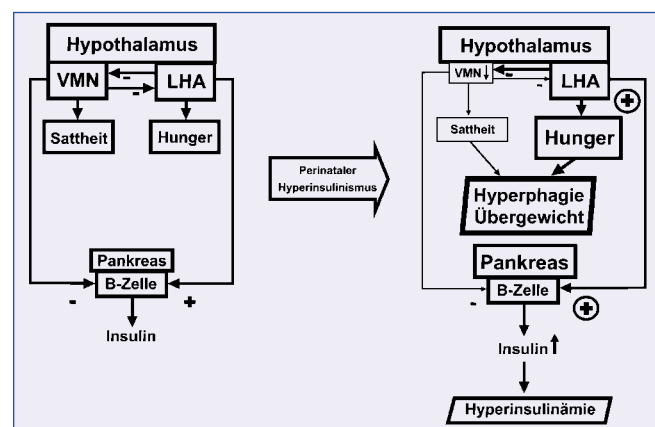 Hypothalamus
VMN
-
-
LHA
Sattheit
Hunger
Pankreas
B-Zelle
-
+
Insulin
Perinataler
Hyperinsulinismus
Hypothalamus
VMN ↓
-
-
LHA
+
Sattheit
Hunger
Hyperphagie
Übergewicht
Pankreas
B-Zelle
-
+
Insulin ↑
Hyperinsulinämie